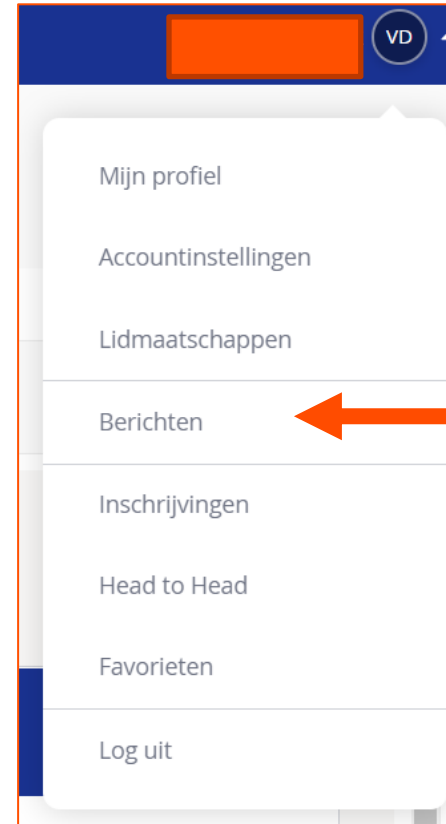 VD
Mijn profiel
Accountinstellingen
Lidmaatschappen
Berichten
Inschrijvingen
Head to Head
Favorieten
Log uit